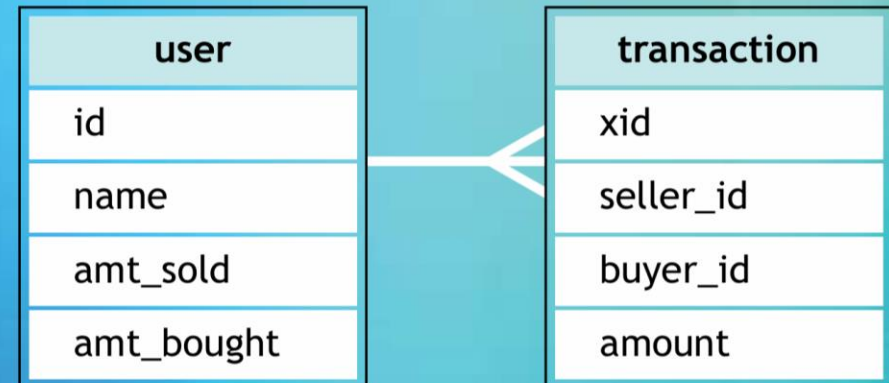 user
id
name
amt_sold
amt_bought
transaction
xid
seller_id
buyer_id
amount